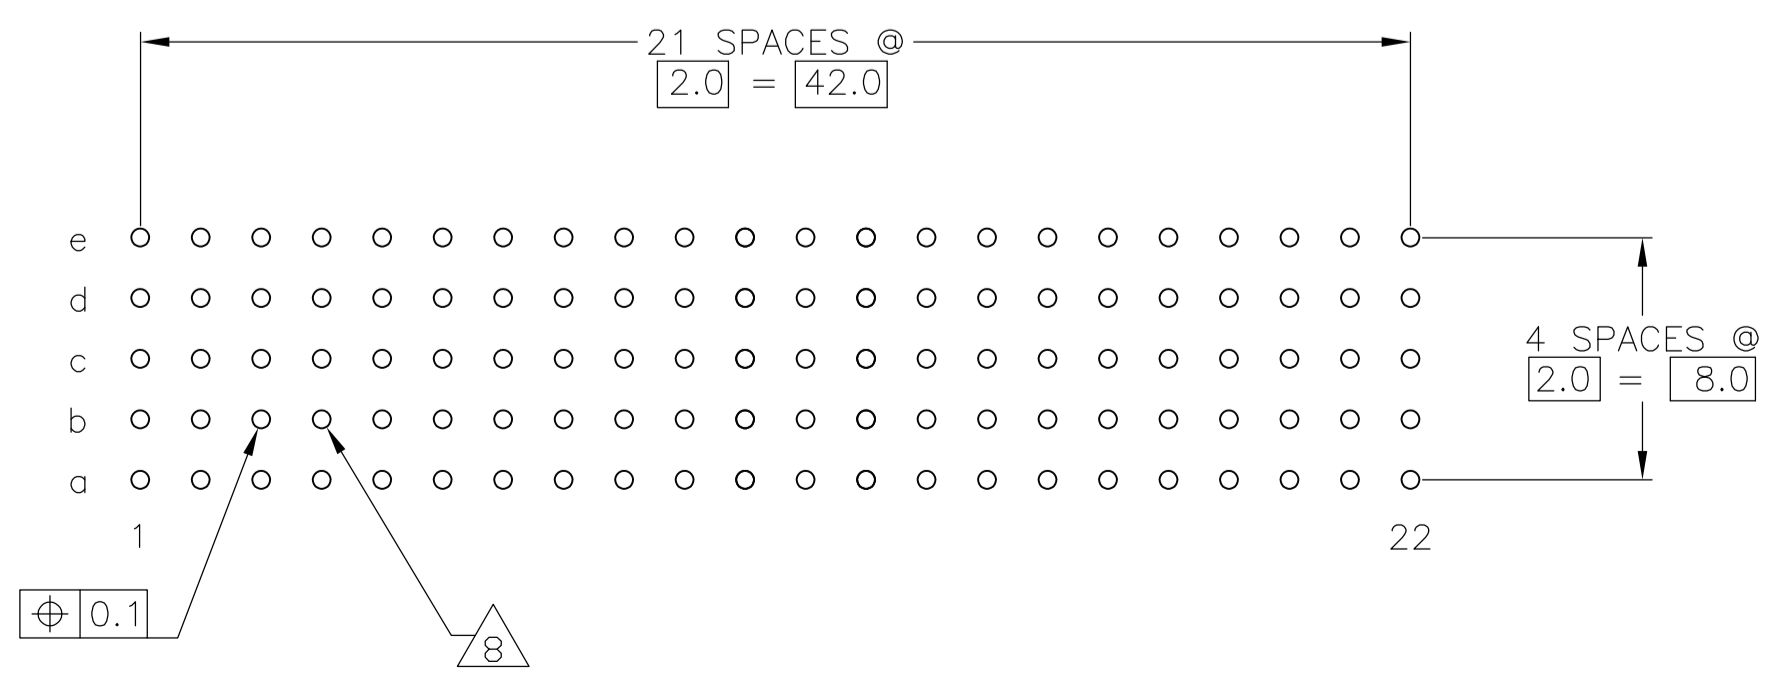 21 SPACES @
2.0 = 42.0
e
d
c
4 SPACES @
2.0 = 8.0
b
a
1 22
⌖ 0.1
8